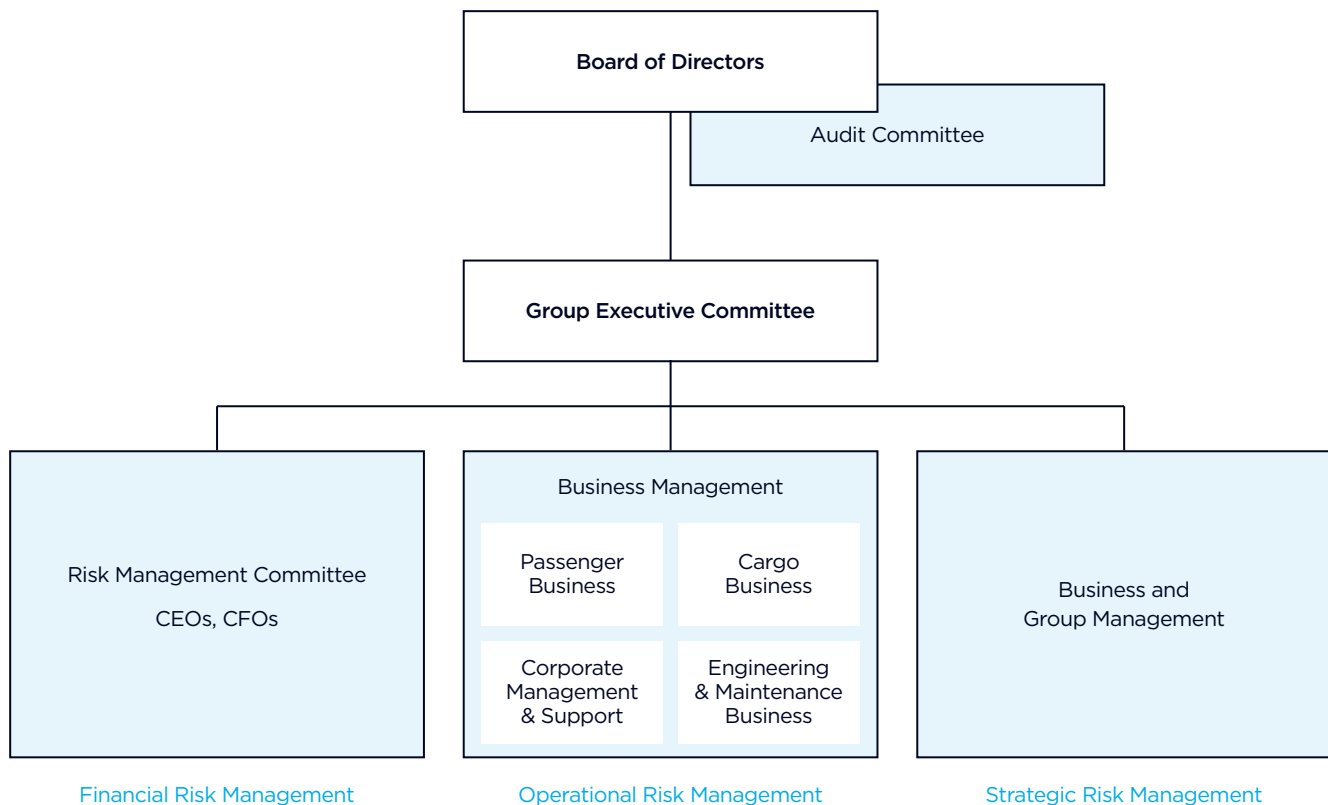 Board of Directors
Audit Committee
Group Executive Committee
Risk Management Committee
CEOs, CFOs
Business Management
Passenger
Business
Cargo
Business
Corporate
Management
& Support
Engineering
& Maintenance
Business
Business and
Group Management
Financial Risk Management
Operational Risk Management
Strategic Risk Management